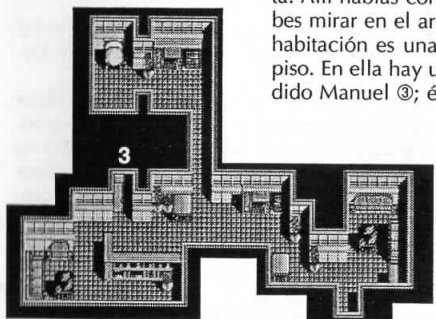 ta. Allí habías con
bes mirar en el ar
habitación es una
piso. En ella hay u
dido Manuel ③; é
3